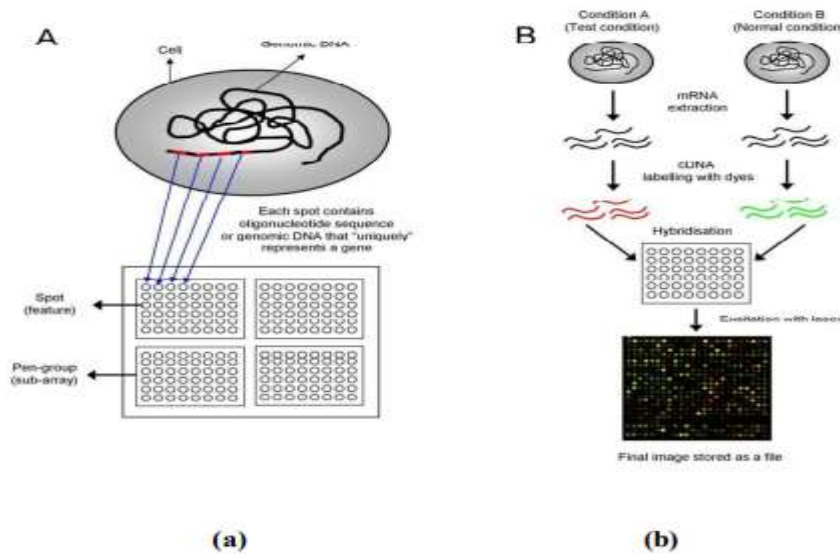 A
Cell
Genomic DNA
Each spot contains
oligonucleotide sequence
or genomic DNA that "uniquely"
represents a gene
Spot
(feature)
Pen-group
(sub-array)
(a)
B
Condition A
(Test condition)
Condition B
(Normal condition)
mRNA
extraction
cDNA
labelling with dyes
Hybridisation
Excitation with
Final image stored as a file
(b)